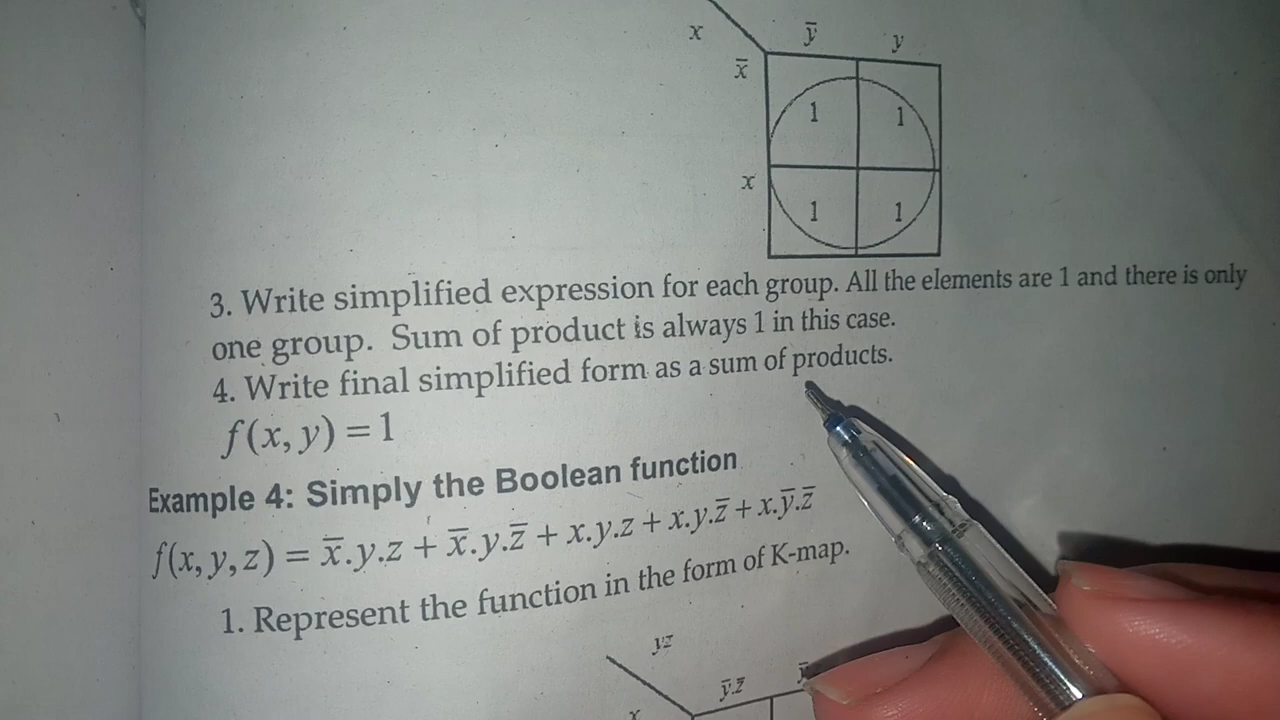 x
y̅ y
x̅ 1 1
x 1 1
3. Write simplified expression for each group. All the elements are 1 and there is only
one group. Sum of product is always 1 in this case.
4. Write final simplified form as a sum of products.
f(x, y) = 1
Example 4: Simply the Boolean function
f(x, y, z) = x̅.y.z + x̅.y.z̅ + x.y.z + x.y.z̅ + x.y̅.z̅
1. Represent the function in the form of K-map.
yz
y̅.z̅
x